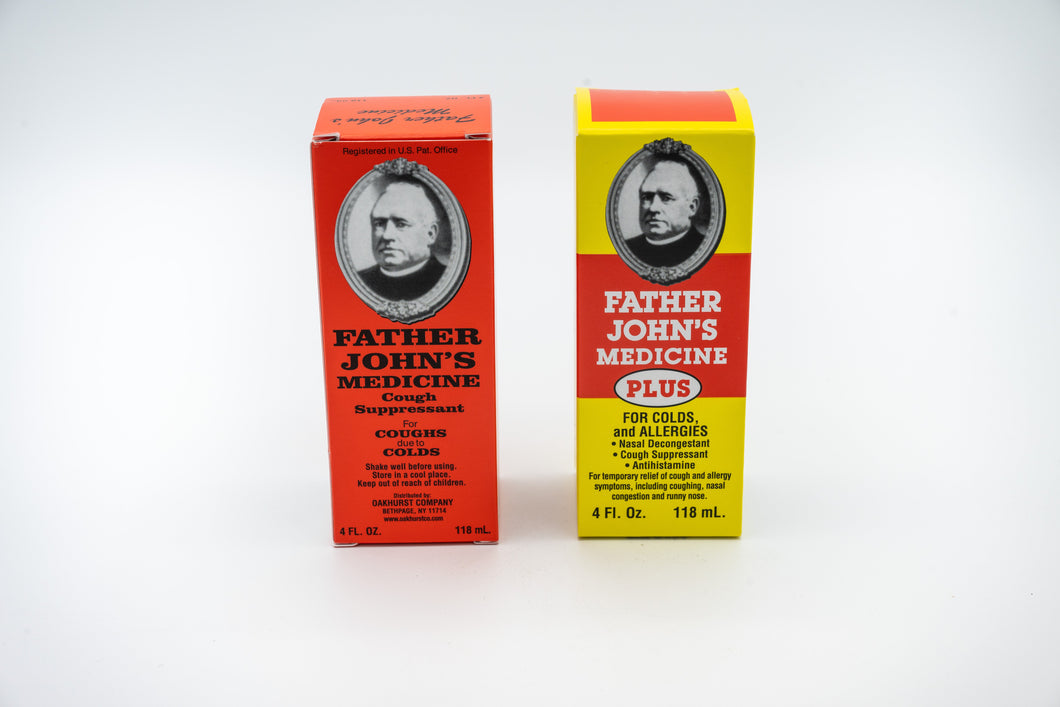 Father John's
Medicine
Registered in U.S. Pat. Office
FATHER
JOHN'S
MEDICINE
Cough
Suppressant
For
COUGHS
due to
COLDS
Shake well before using.
Store in a cool place.
Keep out of reach of children.
Distributed by:
OAKHURST COMPANY
BETHPAGE, NY 11714
www.oakhurstco.com
4 FL. OZ. 118 mL.
FATHER
JOHN'S
MEDICINE
PLUS
FOR COLDS,
and ALLERGIES
• Nasal Decongestant
• Cough Suppressant
• Antihistamine
For temporary relief of cough and allergy
symptoms, including coughing, nasal
congestion and runny nose.
4 Fl. Oz. 118 mL.